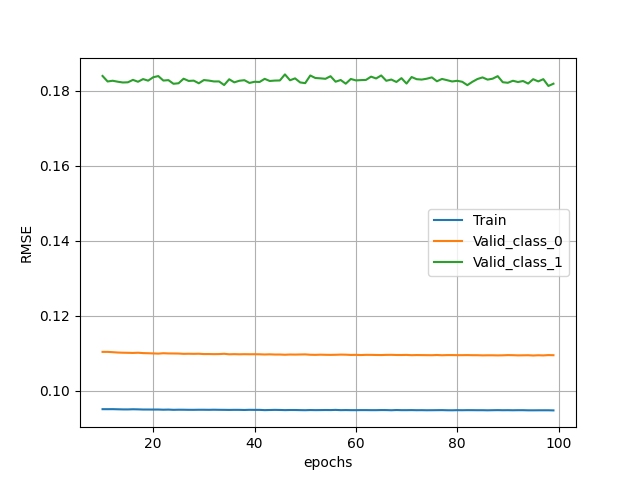 0.18
0.16
0.14
0.12
0.10
RMSE
Train
Valid_class_0
Valid_class_1
20 40 60 80 100
epochs